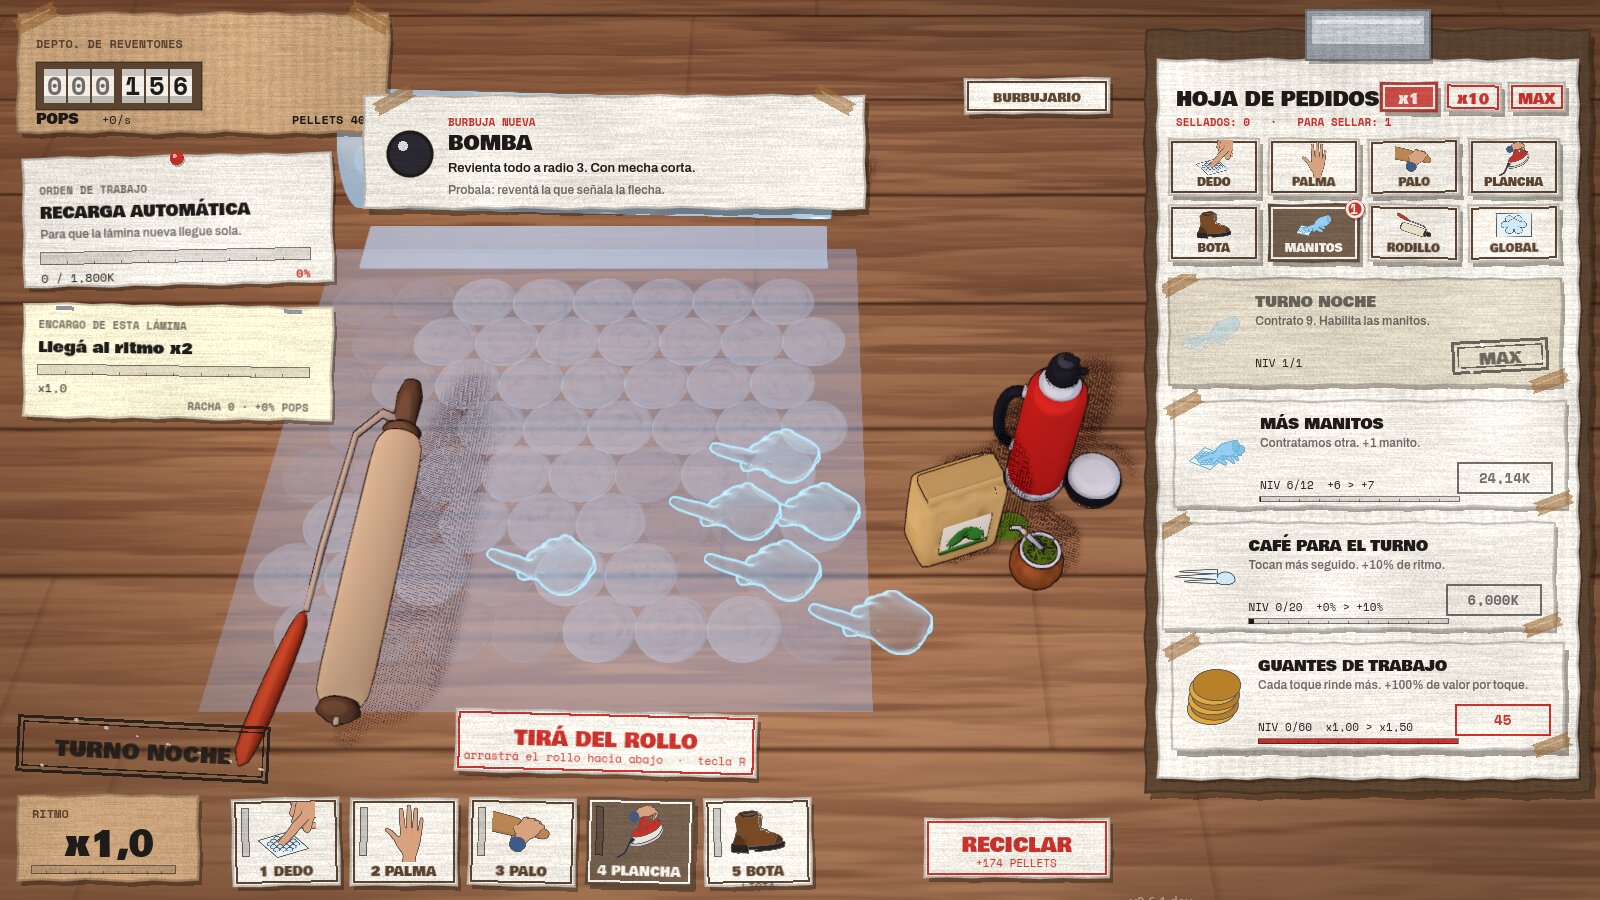 DEPTO. DE REVENTONES
000156
POPS +0/s PELLETS 40
ORDEN DE TRABAJO
RECARGA AUTOMÁTICA
Para que la lámina nueva llegue sola.
0 / 1.800K 0%
ENCARGO DE ESTA LÁMINA
Llegá al ritmo x2
x1.0
RACHA 0 · +0% POPS
BURBUJA NUEVA
BOMBA
Revienta todo a radio 3. Con mecha corta.
Probala: reventá la que señala la flecha.
BURBUJARIO
HOJA DE PEDIDOS x1 x10 MAX
SELLADOS: 0 · PARA SELLAR: 1
DEDO PALMA PALO PLANCHA
1
BOTA MANITOS RODILLO GLOBAL
TURNO NOCHE
Contrato 9. Habilita las manitos.
NIV 1/1 MAX
MÁS MANITOS
Contratamos otra. +1 manito.
NIV 6/12 +6 > +7 24,14K
CAFÉ PARA EL TURNO
Tocan más seguido. +10% de ritmo.
NIV 0/20 +0% > +10% 6,000K
GUANTES DE TRABAJO
Cada toque rinde más. +100% de valor por toque.
NIV 0/60 x1,00 > x1,50 45
TURNO NOCHE
TIRÁ DEL ROLLO
arrastrá el rollo hacia abajo · tecla R
RITMO
x1,0
1 DEDO 2 PALMA 3 PALO 4 PLANCHA 5 BOTA
RECICLAR
+174 PELLETS